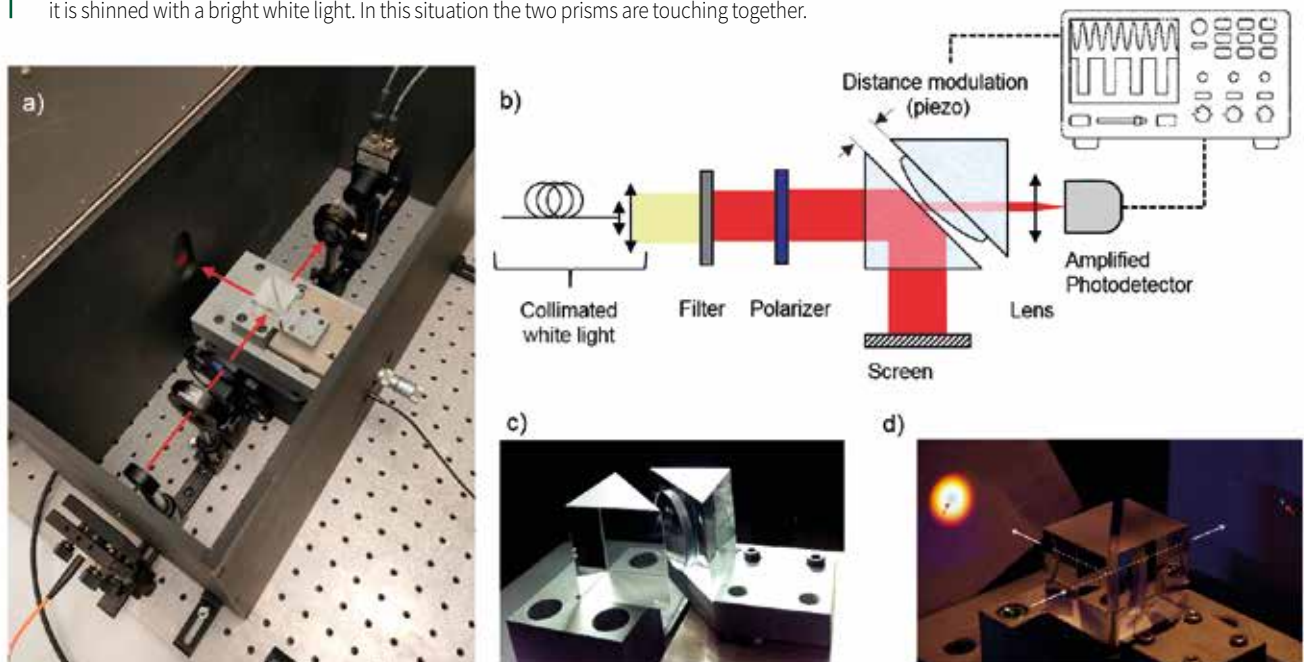 it is shinned with a bright white light. In this situation the two prisms are touching together.
a)
b)
Distance modulation
(piezo)
Collimated
white light
Filter
Polarizer
Lens
Amplified
Photodetector
Screen
c)
d)